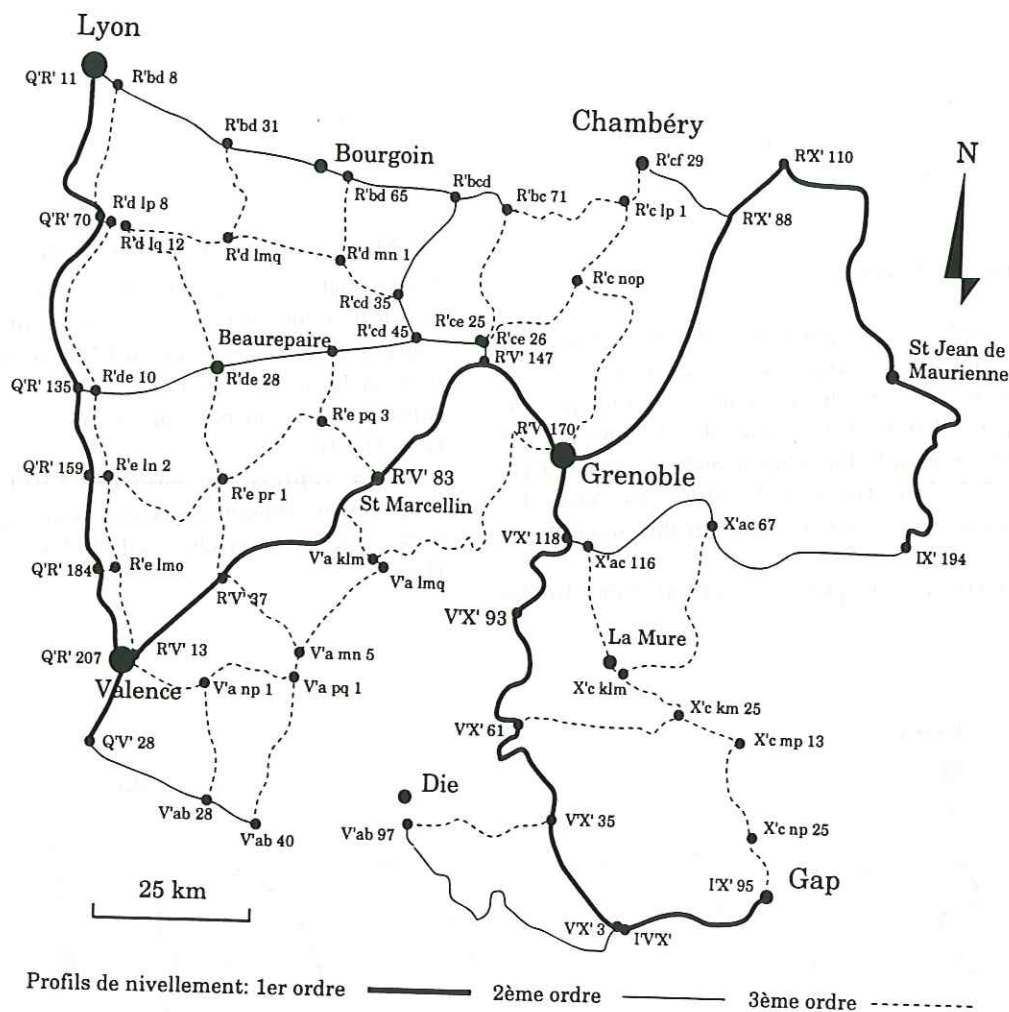 Lyon
Q'R' 11
R'bd 8
R'bd 31
Bourgoin
R'bd 65
R'bcd
R'bc 71
Chambéry
R'cf 29
R'X' 110
N
R'c lp 1
R'X' 88
Q'R' 70
R'd lp 8
R'd lq 12
R'd lmq
R'd mn 1
R'c nop
R'cd 35
R'ce 25
Beaurepaire
R'cd 45
R'ce 26
R'V' 147
St Jean de
Maurienne
Q'R' 135
R'de 10
R'de 28
R'e pq 3
R'V' 170
Grenoble
Q'R' 159
R'e ln 2
R'e pr 1
R'V' 83
St Marcellin
X'ac 67
V'X' 118
X'ac 116
I'X' 194
Q'R' 184
R'e lmo
V'a klm
V'a lmq
R'V' 37
V'X' 93
La Mure
Q'R' 207
R'V' 13
Valence
V'a mn 5
V'a np 1
V'a pq 1
X'c klm
X'c km 25
V'X' 61
X'c mp 13
Q'V' 28
Die
V'ab 28
V'ab 40
V'ab 97
V'X' 35
X'c np 25
I'X' 95
Gap
25 km
V'X' 3
I'V'X'
Profils de nivellement: 1er ordre 2ème ordre 3ème ordre